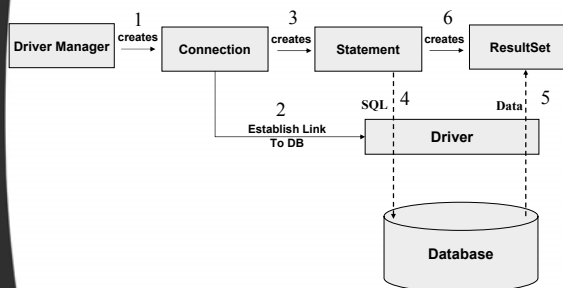 1
3
6
Driver Manager
creates
Connection
creates
Statement
creates
ResultSet
2
SQL
4
Data
5
Establish Link
To DB
Driver
Database